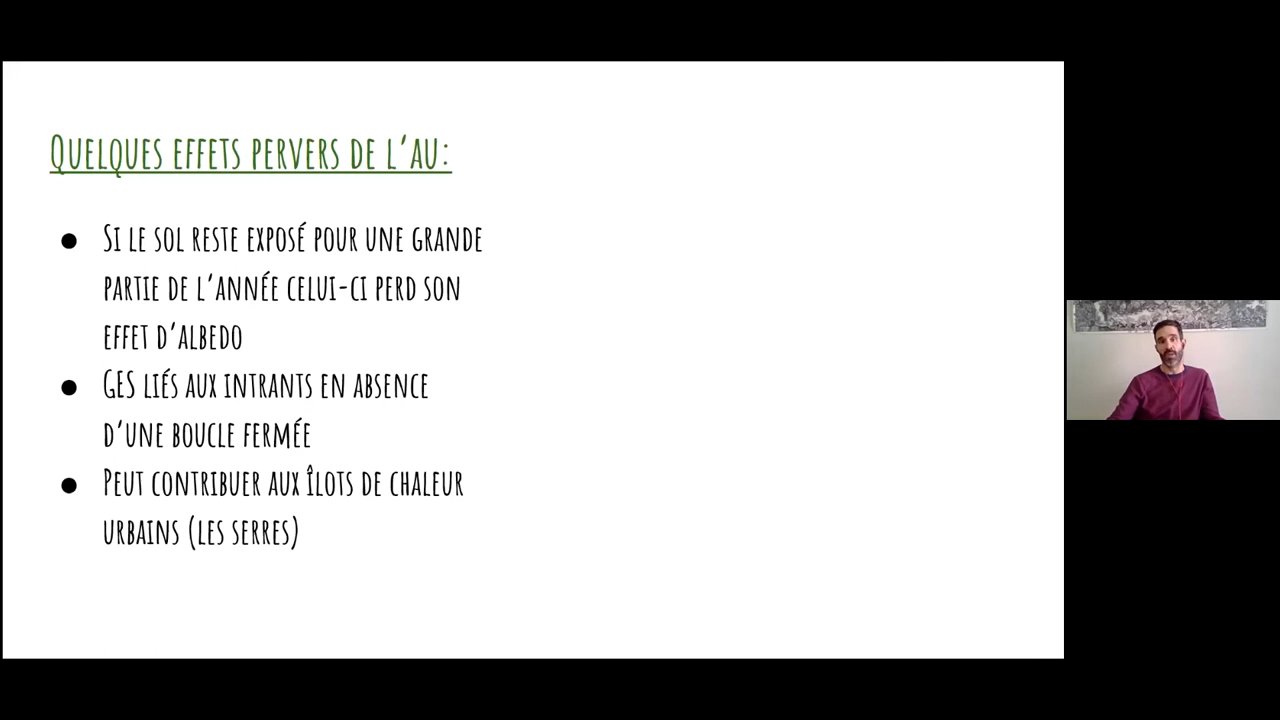 Quelques effets pervers de l'AU:
● Si le sol reste exposé pour une grande
partie de l'année celui-ci perd son
effet d'albedo
● GES liés aux intrants en absence
d'une boucle fermée
● Peut contribuer aux îlots de chaleur
urbains (les serres)